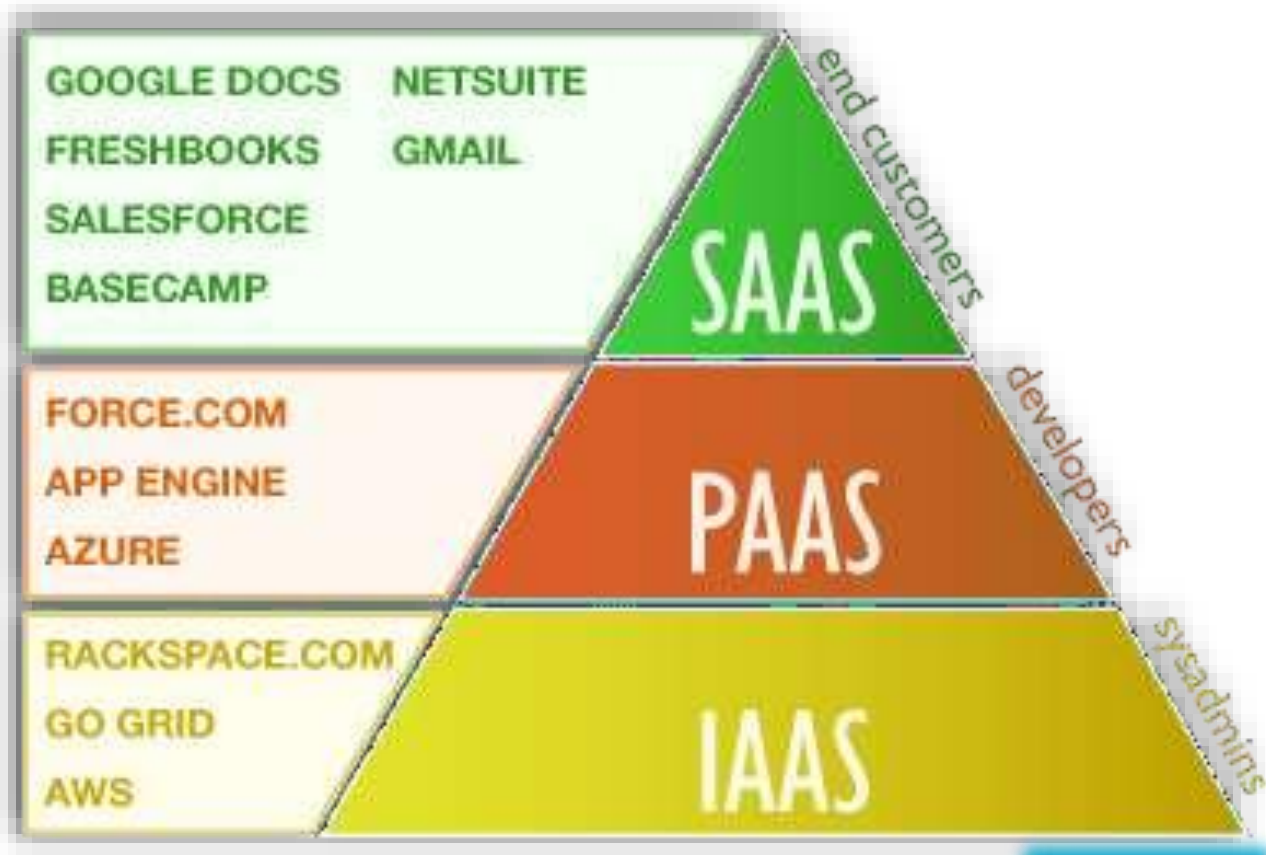 GOOGLE DOCS NETSUITE
FRESHBOOKS GMAIL
SALESFORCE
BASECAMP
SAAS
end customers
FORCE.COM
APP ENGINE
AZURE
PAAS
developers
RACKSPACE.COM
GO GRID
AWS
IAAS
sysadmins